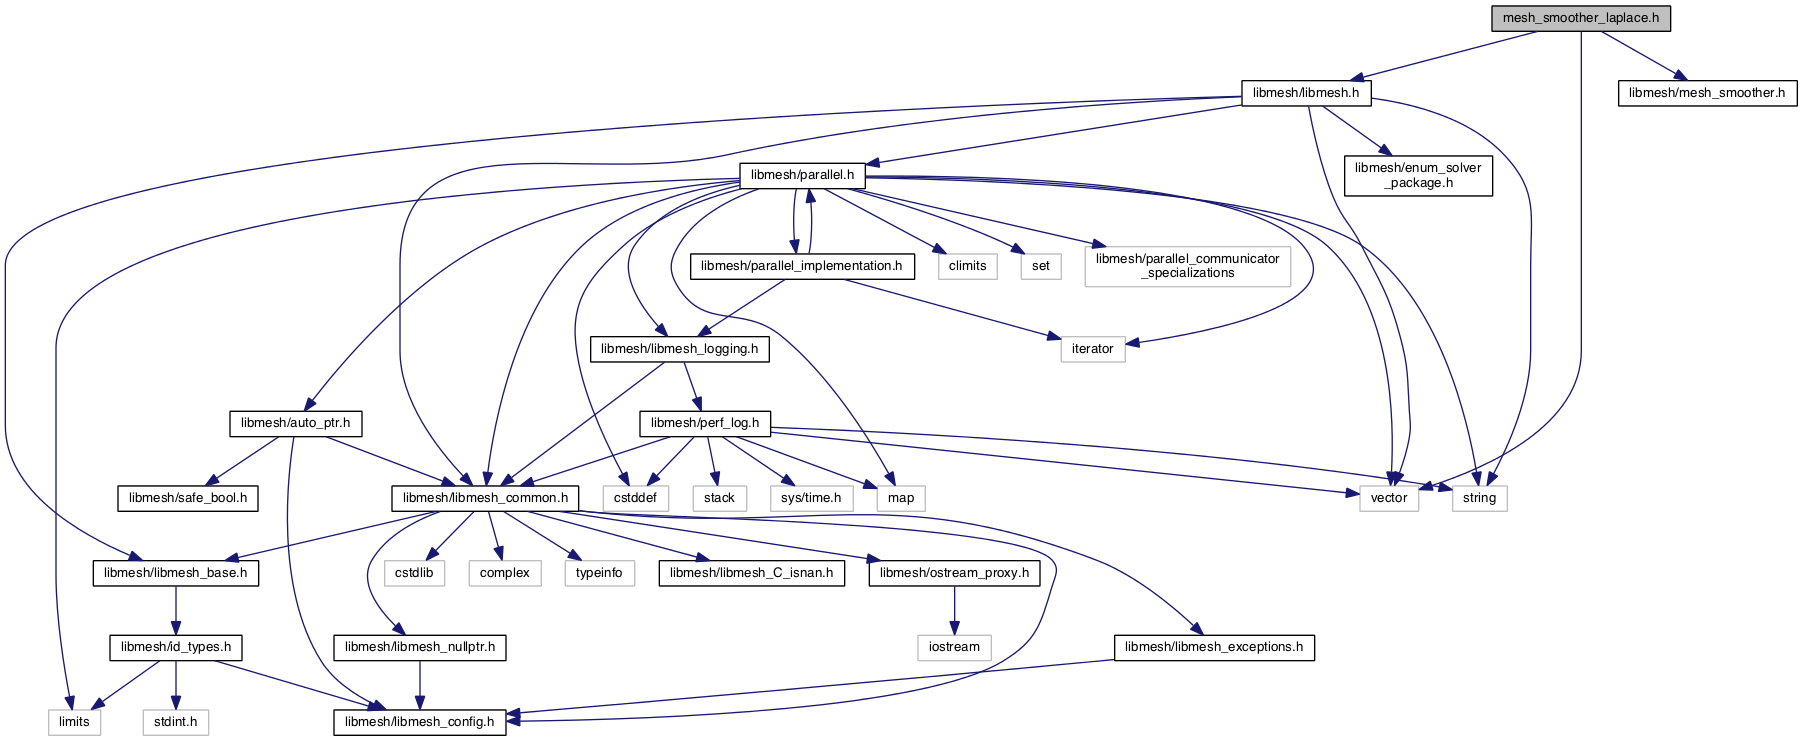 mesh_smoother_laplace.h
libmesh/libmesh.h
libmesh/mesh_smoother.h
libmesh/parallel.h
libmesh/enum_solver
_package.h
libmesh/parallel_implementation.h
climits
set
libmesh/parallel_communicator
_specializations
libmesh/libmesh_logging.h
iterator
libmesh/auto_ptr.h
libmesh/perf_log.h
libmesh/safe_bool.h
libmesh/libmesh_common.h
cstddef
stack
sys/time.h
map
vector
string
libmesh/libmesh_base.h
cstdlib
complex
typeinfo
libmesh/libmesh_C_isnan.h
libmesh/ostream_proxy.h
libmesh/id_types.h
libmesh/libmesh_nullptr.h
iostream
libmesh/libmesh_exceptions.h
limits
stdint.h
libmesh/libmesh_config.h